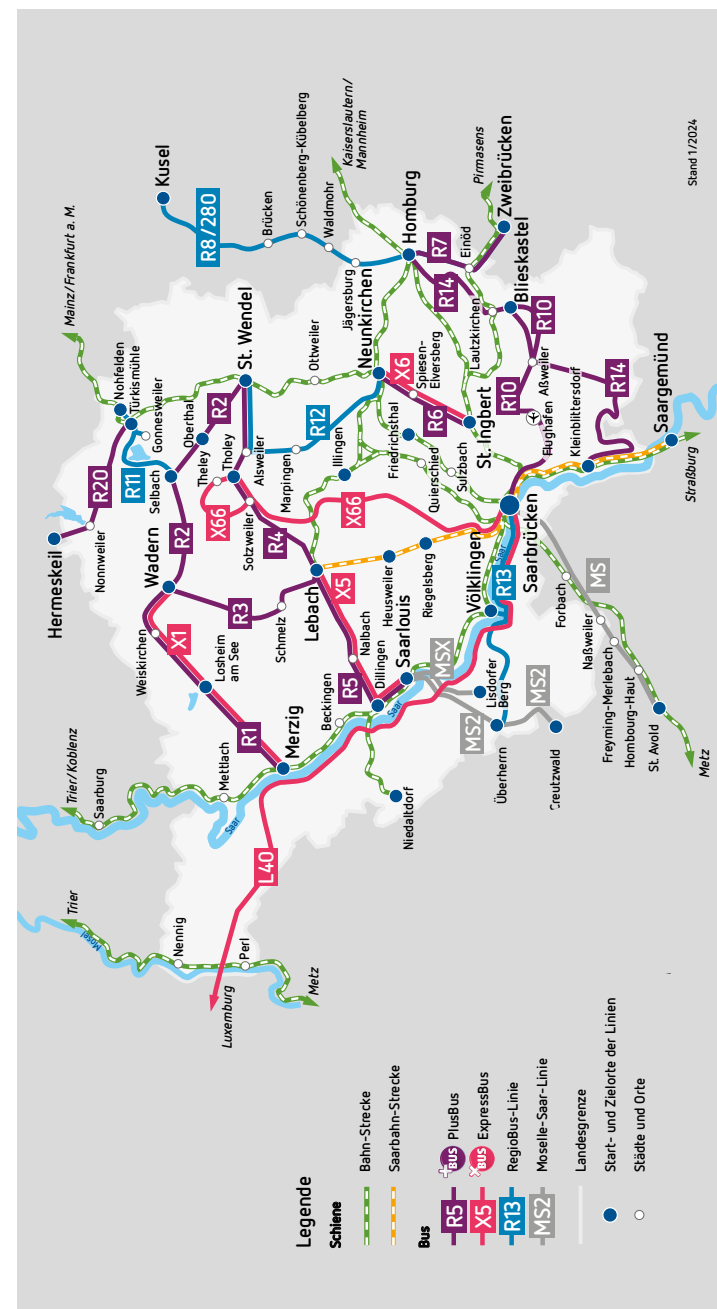 Legende
Schiene
Bahn-Strecke
Saarbahn-Strecke
Bus
R5
+BUS
PlusBus
X5
xBUS
ExpressBus
R13
RegioBus-Linie
MS2
Moselle-Saar-Linie
Landesgrenze
Start- und Zielorte der Linien
Städte und Orte
Trier
Mosel
Nennig
Perl
Metz
Luxemburg
L40
Trier/Koblenz
Saarburg
Saar
Mettlach
Merzig
R1
X1
Losheim
am See
Weiskirchen
Wadern
R2
R3
Schmelz
Hermeskeil
Nonnweiler
R20
R11
Nohfelden
Türkismühle
Gonnesweiler
Mainz/Frankfurt a. M.
Selbach
Oberthal
R2
St. Wendel
Theley
Tholey
X66
Sotzweiler
R4
Alsweiler
Marpingen
R12
Ottweiler
Kusel
R8/280
Brücken
Schönenberg-Kübelberg
Waldmohr
Jägersburg
Kaiserslautern/
Mannheim
Homburg
R7
Einöd
Pirmasens
Zweibrücken
R14
Lautzkirchen
Blieskastel
R10
Aßweiler
R10
Flughafen
R14
Kleinblittersdorf
Saargemünd
Straßburg
Neunkirchen
X6
Spiesen-
Elversberg
R6
St. Ingbert
Illingen
Friedrichsthal
Quierschied
Sulzbach
X66
Lebach
X5
R5
Nalbach
Heusweiler
Riegelsberg
Beckingen
Dillingen
Saarlouis
Saar
Niedaltdorf
MSX
MS2
Lisdorfer
Berg
Überherrn
MS2
Creutzwald
Völklingen
R13
Saar
Saarbrücken
MS
Forbach
Naßweiler
Freyming-Merlebach
Hombourg-Haut
St. Avold
Metz
Stand 1/2024